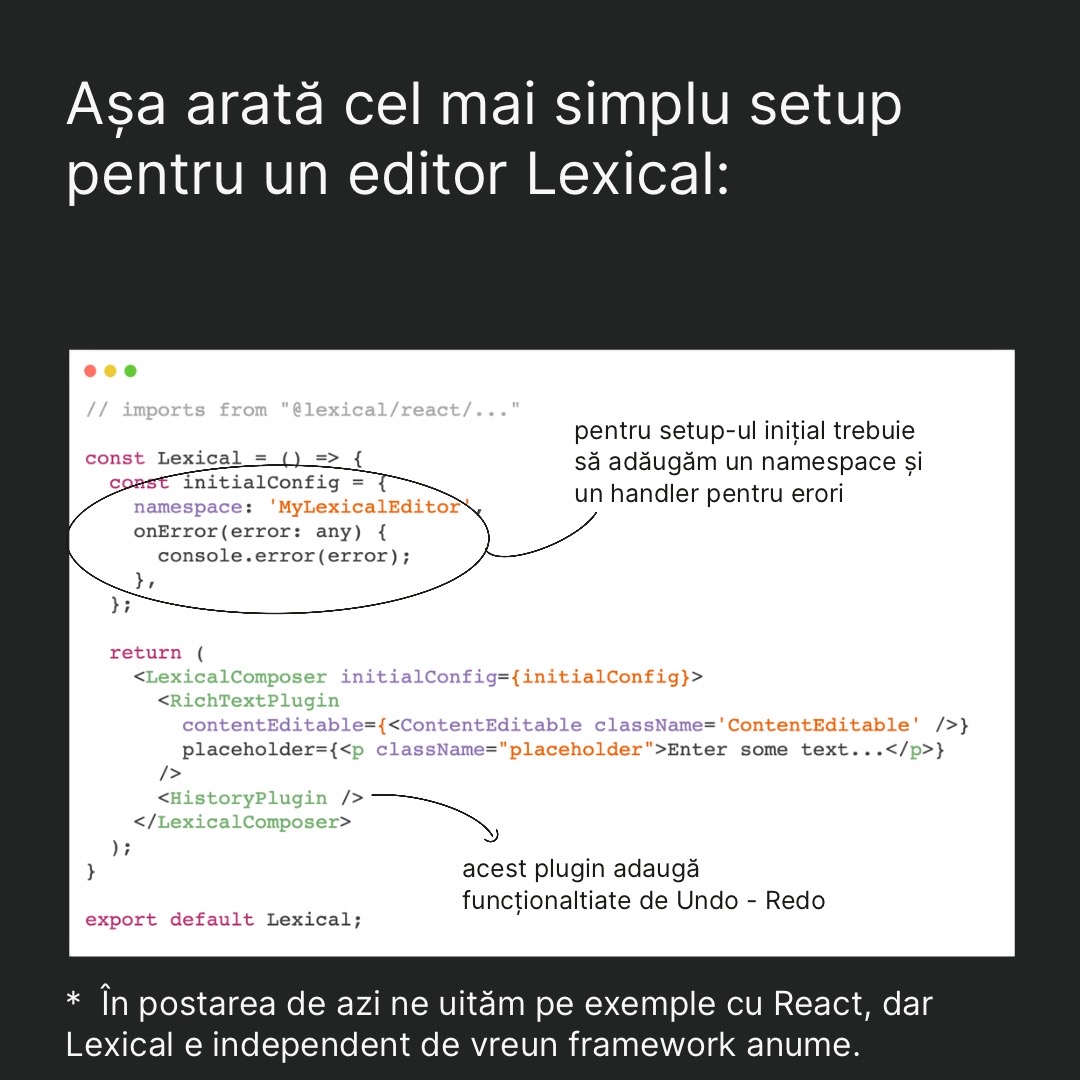 Așa arată cel mai simplu setup
pentru un editor Lexical:
// imports from "@lexical/react/..."
const Lexical = () => {
const initialConfig = {
namespace: 'MyLexicalEditor',
onError(error: any) {
console.error(error);
},
};
pentru setup-ul inițial trebuie
să adăugăm un namespace și
un handler pentru erori
return (
<LexicalComposer initialConfig={initialConfig}>
<RichTextPlugin
contentEditable={<ContentEditable className='ContentEditable' />}
placeholder={<p className="placeholder">Enter some text...</p>}
/>
<HistoryPlugin />
</LexicalComposer>
);
}
acest plugin adaugă
funcționaltiate de Undo - Redo
export default Lexical;
* În postarea de azi ne uităm pe exemple cu React, dar
Lexical e independent de vreun framework anume.